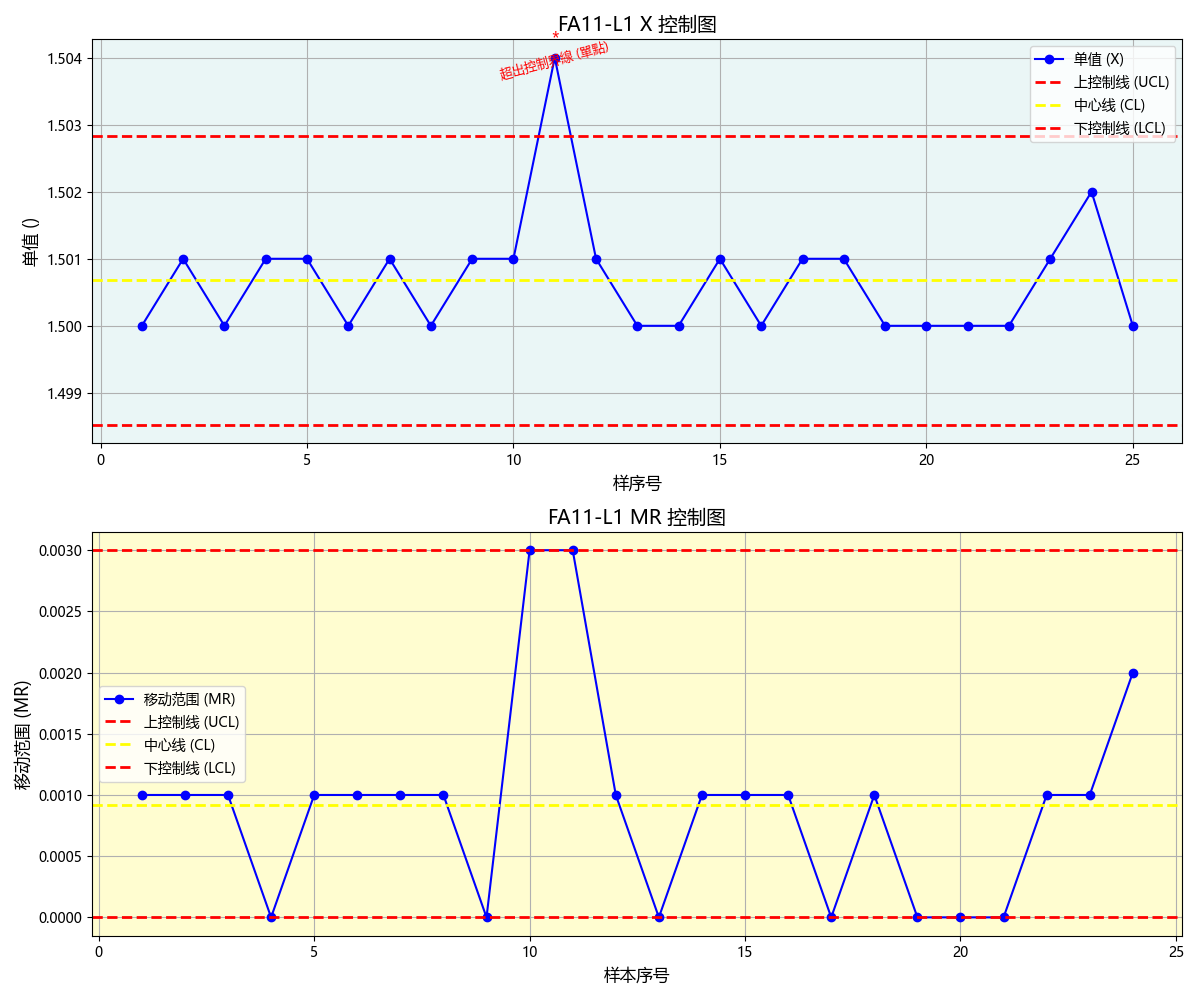 FA11-L1 X 控制图
*
超出控制界線 (單點)
单值 (X)
上控制线 (UCL)
中心线 (CL)
下控制线 (LCL)
1.504
1.503
1.502
1.501
1.500
1.499
单值 ()
0 5 10 15 20 25
样序号
FA11-L1 MR 控制图
0.0030
0.0025
0.0020
0.0015
0.0010
0.0005
0.0000
移动范围 (MR)
移动范围 (MR)
上控制线 (UCL)
中心线 (CL)
下控制线 (LCL)
0 5 10 15 20 25
样本序号